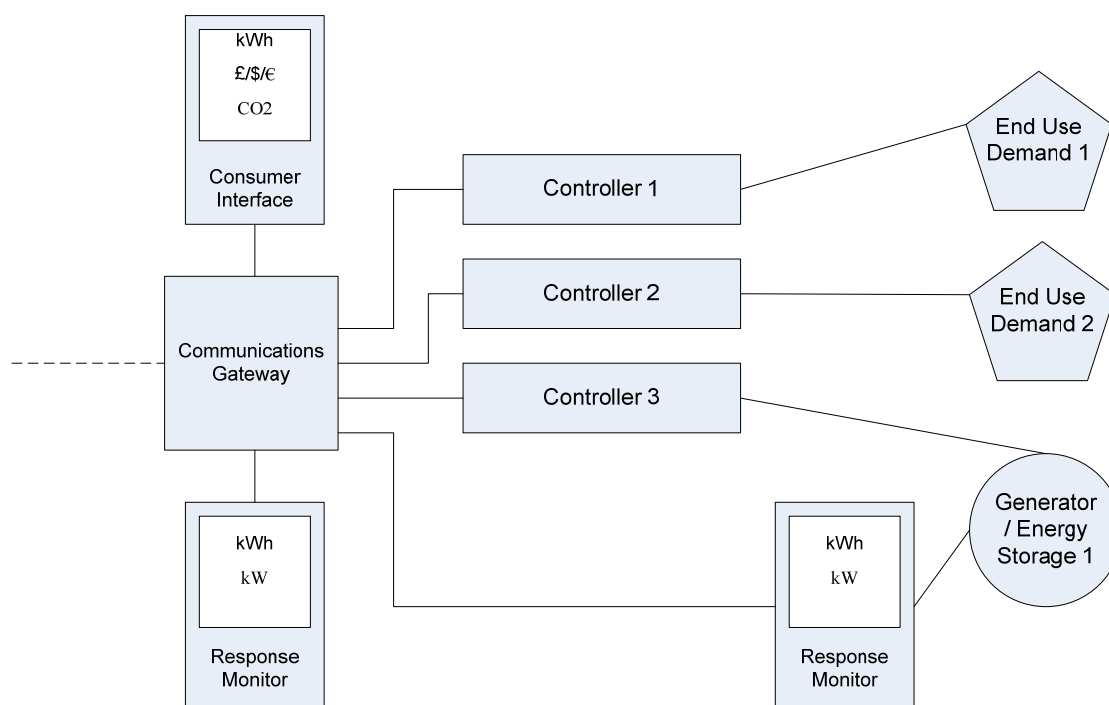 kWh
£/$/€
CO2
Consumer
Interface
Controller 1
End Use
Demand 1
Controller 2
End Use
Demand 2
Communications
Gateway
Controller 3
Generator
/ Energy
Storage 1
kWh
kW
Response
Monitor
kWh
kW
Response
Monitor